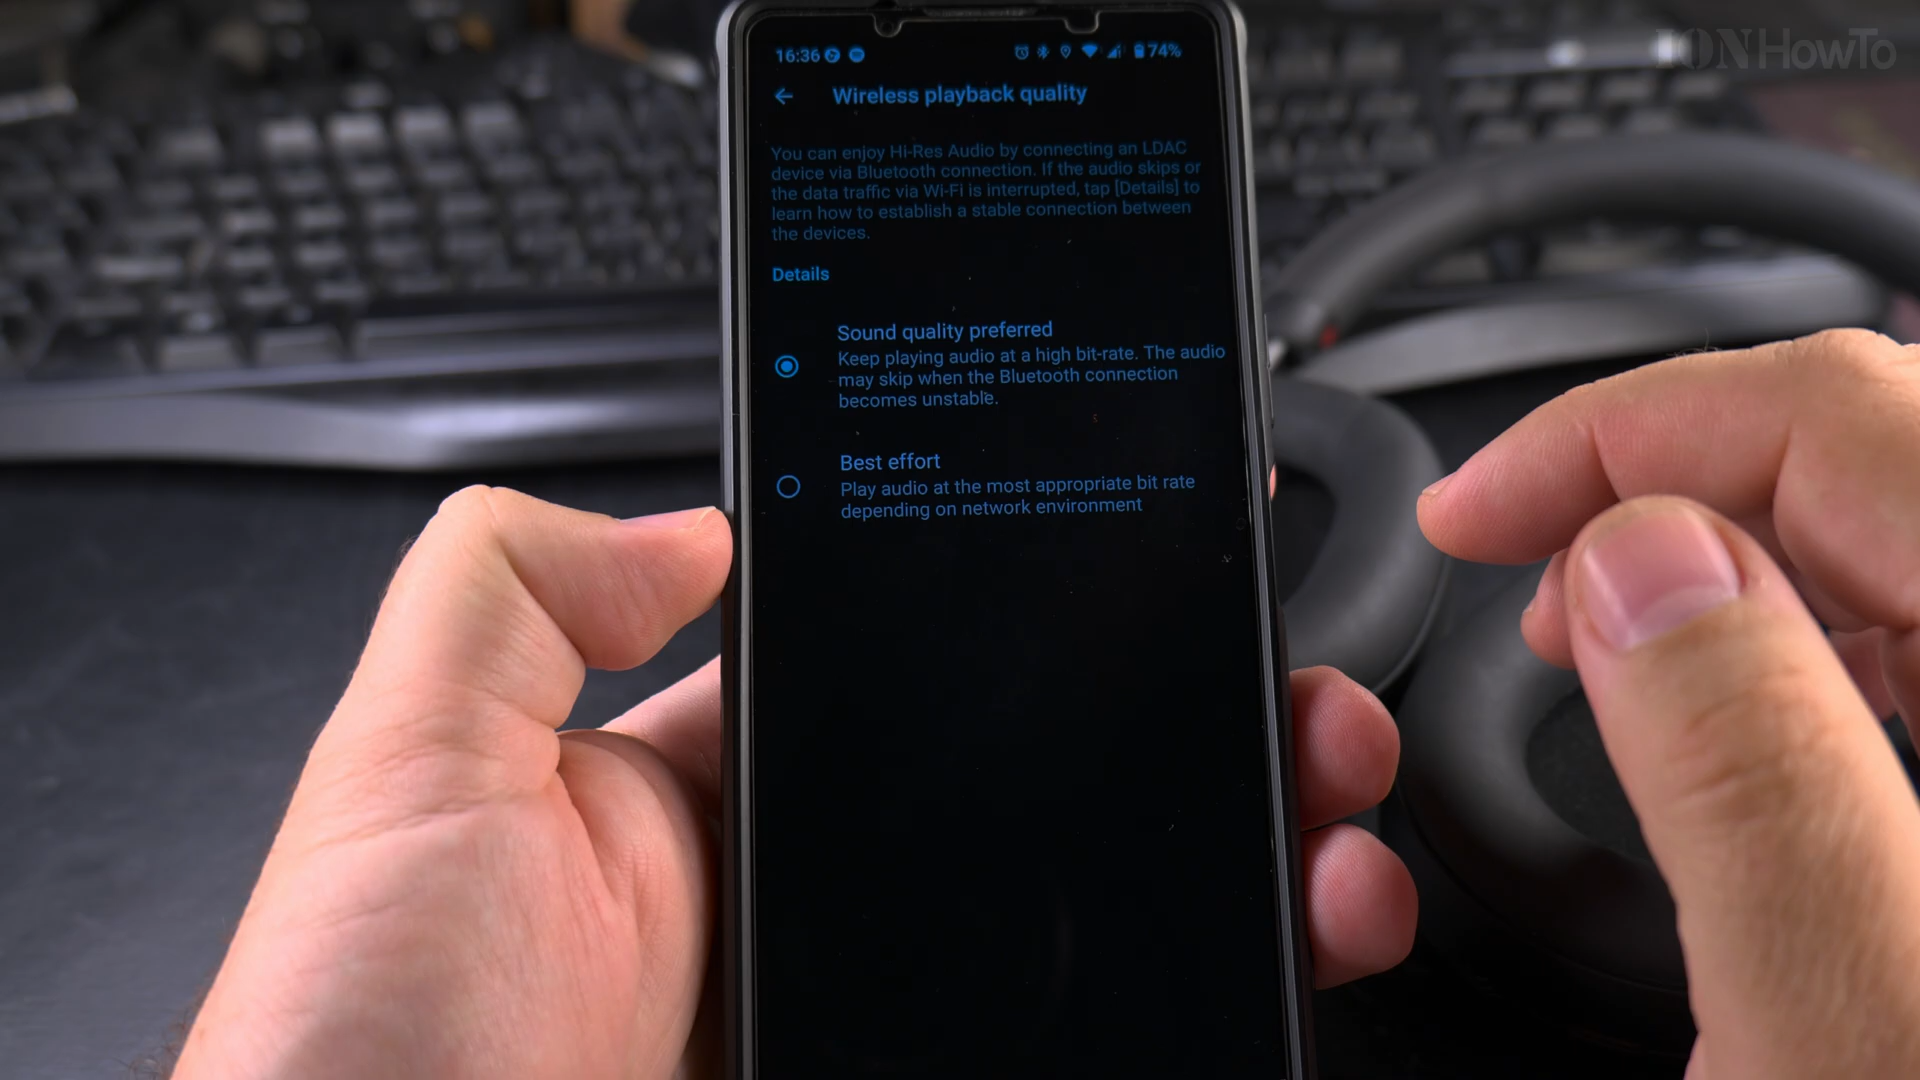 IONHowTo
16:36
74%
Wireless playback quality
You can enjoy Hi-Res Audio by connecting an LDAC
device via Bluetooth connection. If the audio skips or
the data traffic via Wi-Fi is interrupted, tap [Details] to
learn how to establish a stable connection between
the devices.
Details
Sound quality preferred
Keep playing audio at a high bit-rate. The audio
may skip when the Bluetooth connection
becomes unstable.
Best effort
Play audio at the most appropriate bit rate
depending on network environment